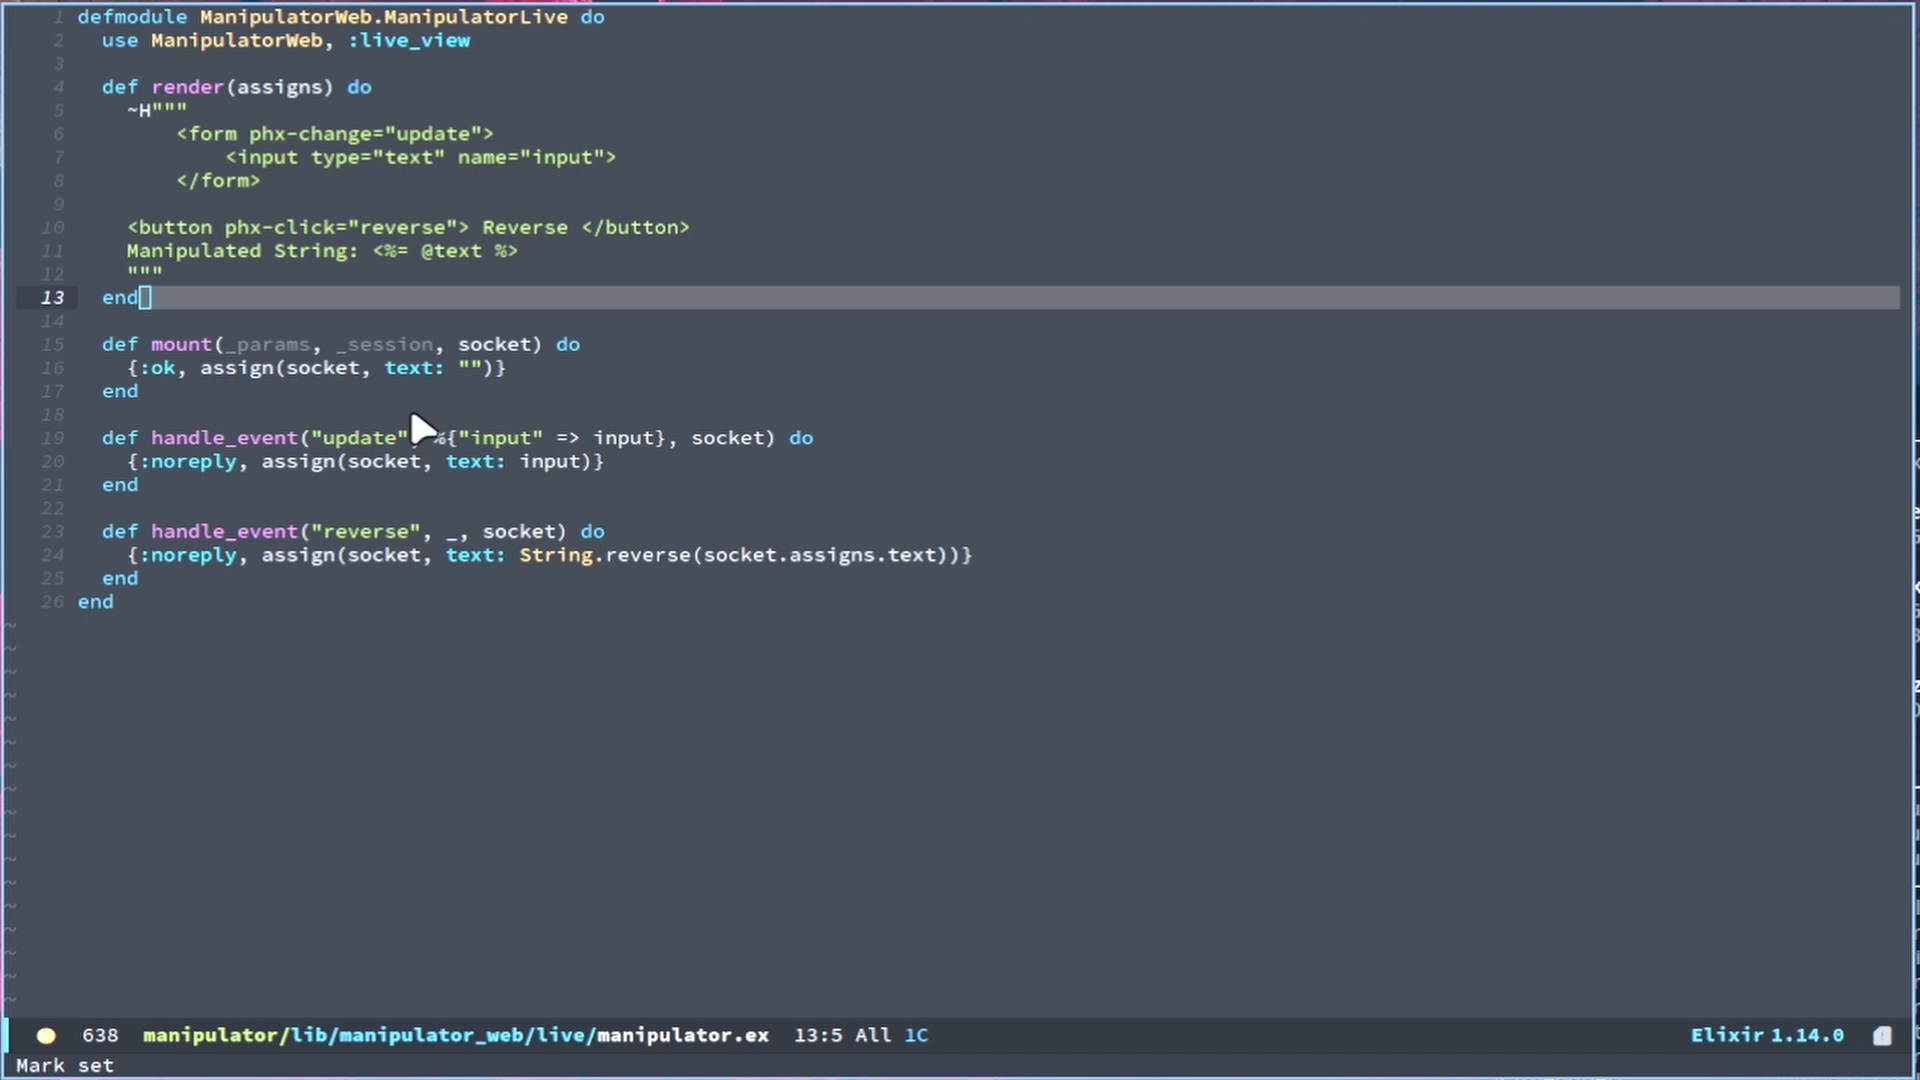 1 defmodule ManipulatorWeb.ManipulatorLive do
2 use ManipulatorWeb, :live_view
3
4 def render(assigns) do
5 ~H"""
6 <form phx-change="update">
7 <input type="text" name="input">
8 </form>
9
10 <button phx-click="reverse"> Reverse </button>
11 Manipulated String: <%= @text %>
12 """
13 end
14
15 def mount(_params, _session, socket) do
16 {:ok, assign(socket, text: "")}
17 end
18
19 def handle_event("update", %{"input" => input}, socket) do
20 {:noreply, assign(socket, text: input)}
21 end
22
23 def handle_event("reverse", _, socket) do
24 {:noreply, assign(socket, text: String.reverse(socket.assigns.text))}
25 end
26 end
638 manipulator/lib/manipulator_web/live/manipulator.ex 13:5 All 1C Elixir 1.14.0
Mark set